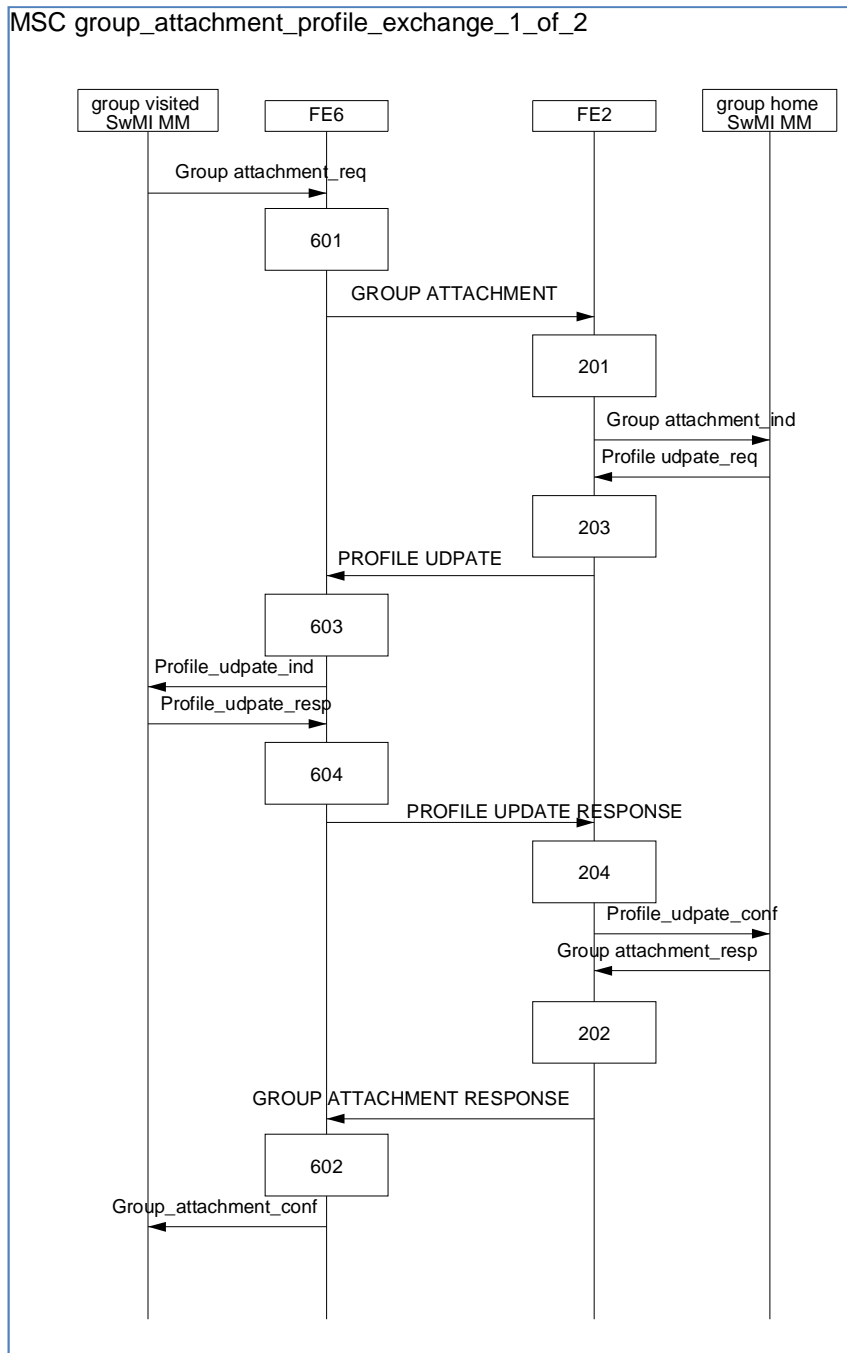 MSC group_attachment_profile_exchange_1_of_2
group visited
SwMI MM
FE6
FE2
group home
SwMI MM
Group attachment_req
601
GROUP ATTACHMENT
201
Group attachment_ind
Profile udpate_req
203
PROFILE UDPATE
603
Profile_udpate_ind
Profile_udpate_resp
604
PROFILE UPDATE RESPONSE
204
Profile_udpate_conf
Group attachment_resp
202
GROUP ATTACHMENT RESPONSE
602
Group_attachment_conf